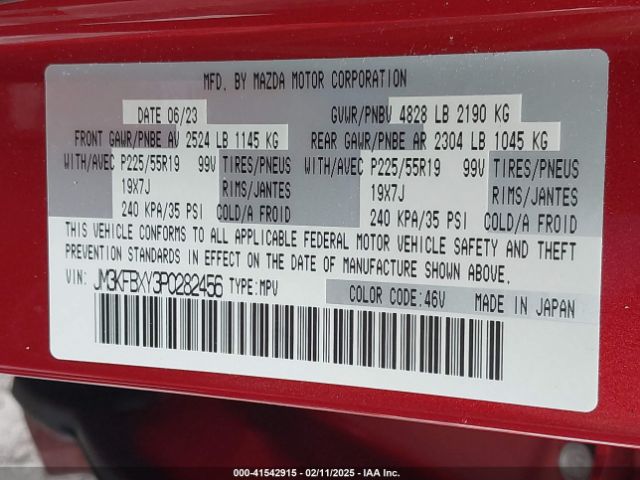 MFD. BY MAZDA MOTOR CORPORATION
DATE 06/23 GVWR/PNBV 4828 LB 2190 KG
FRONT GAWR/PNBE AV 2524 LB 1145 KG REAR GAWR/PNBE AR 2304 LB 1045 KG
WITH/AVEC P225/55R19 99V TIRES/PNEUS WITH/AVEC P225/55R19 99V TIRES/PNEUS
19X7J RIMS/JANTES 19X7J RIMS/JANTES
240 KPA/35 PSI COLD/A FROID 240 KPA/35 PSI COLD/A FROID
THIS VEHICLE CONFORMS TO ALL APPLICABLE FEDERAL MOTOR VEHICLE SAFETY AND THEFT
PREVENTION STANDARDS IN EFFECT ON THE DATE OF MANUFACTURE SHOWN ABOVE.
VIN: JM3KFBXY3P0282456 TYPE:MPV COLOR CODE:46V MADE IN JAPAN
000-41542915 - 02/11/2025 - IAA Inc.